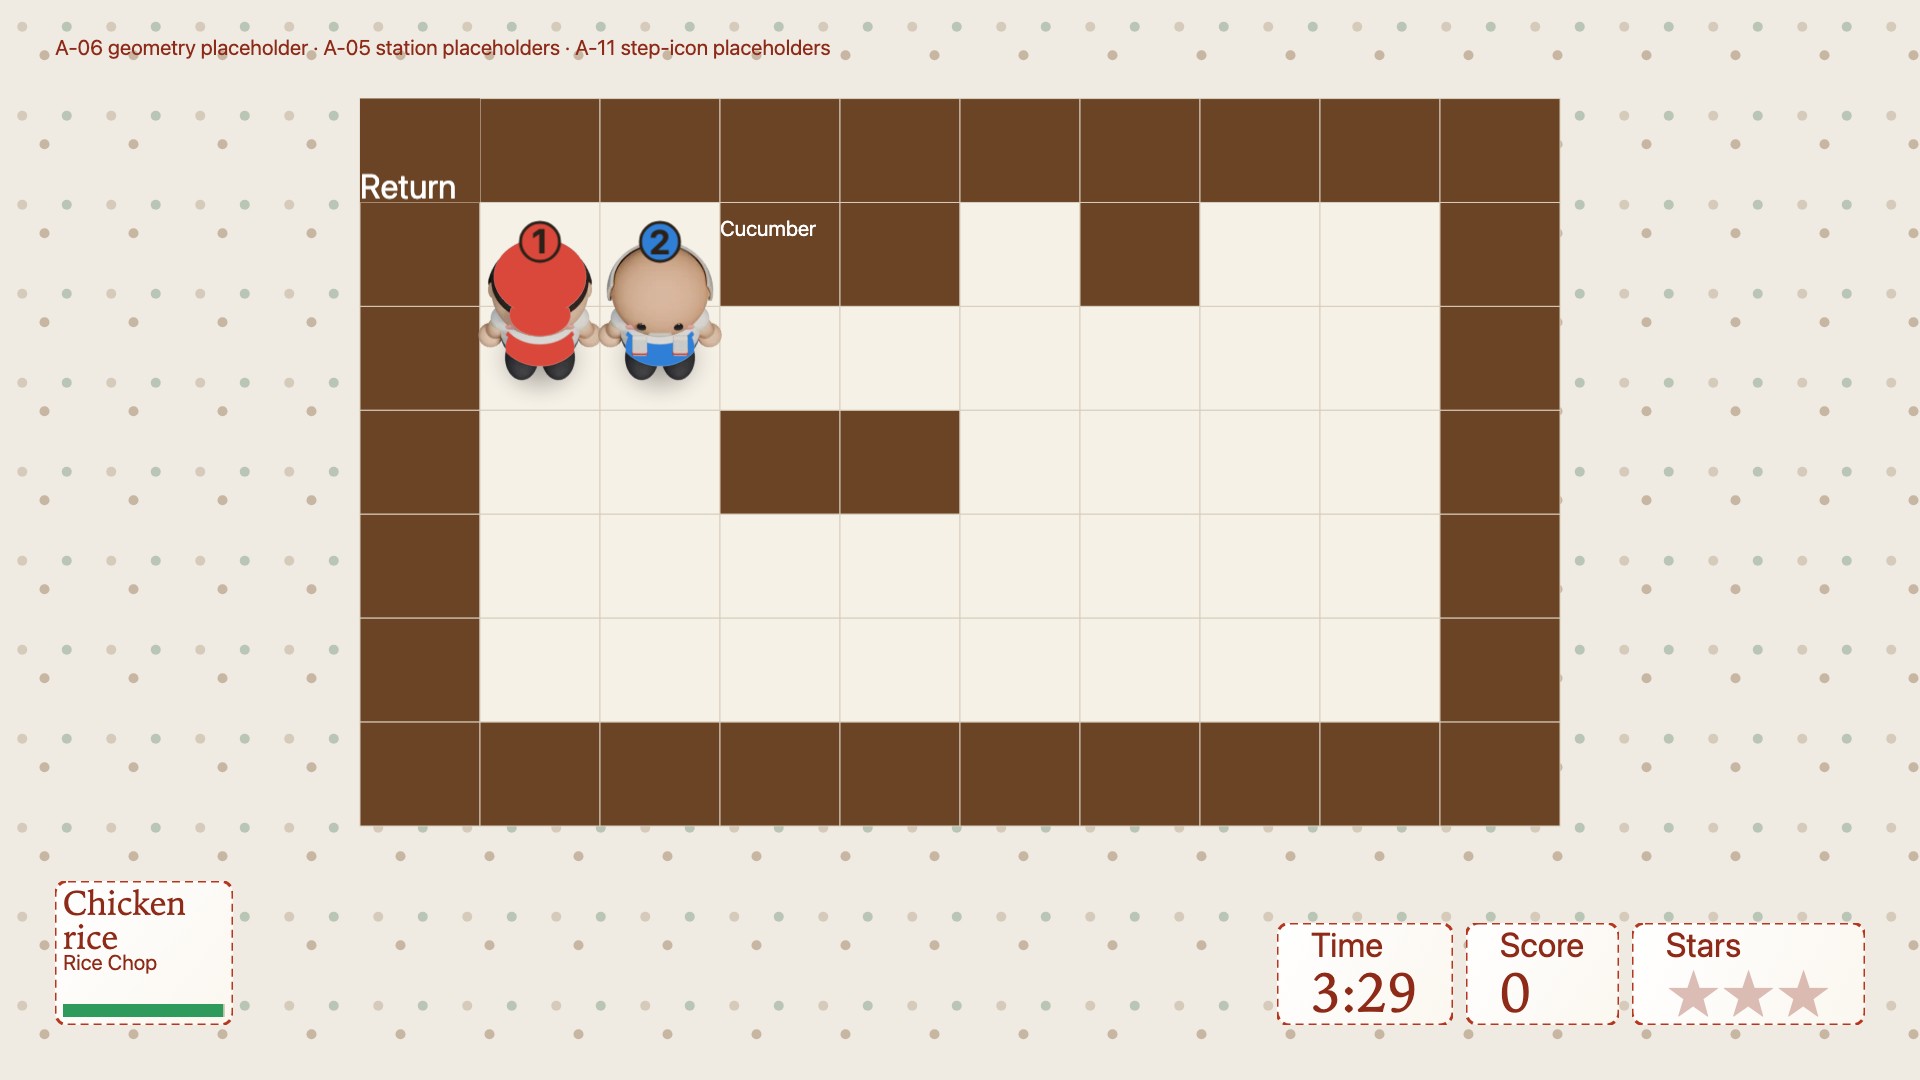 A-06 geometry placeholder · A-05 station placeholders · A-11 step-icon placeholders
Return
1
2
Cucumber
Chicken
rice
Rice Chop
Time
3:29
Score
0
Stars